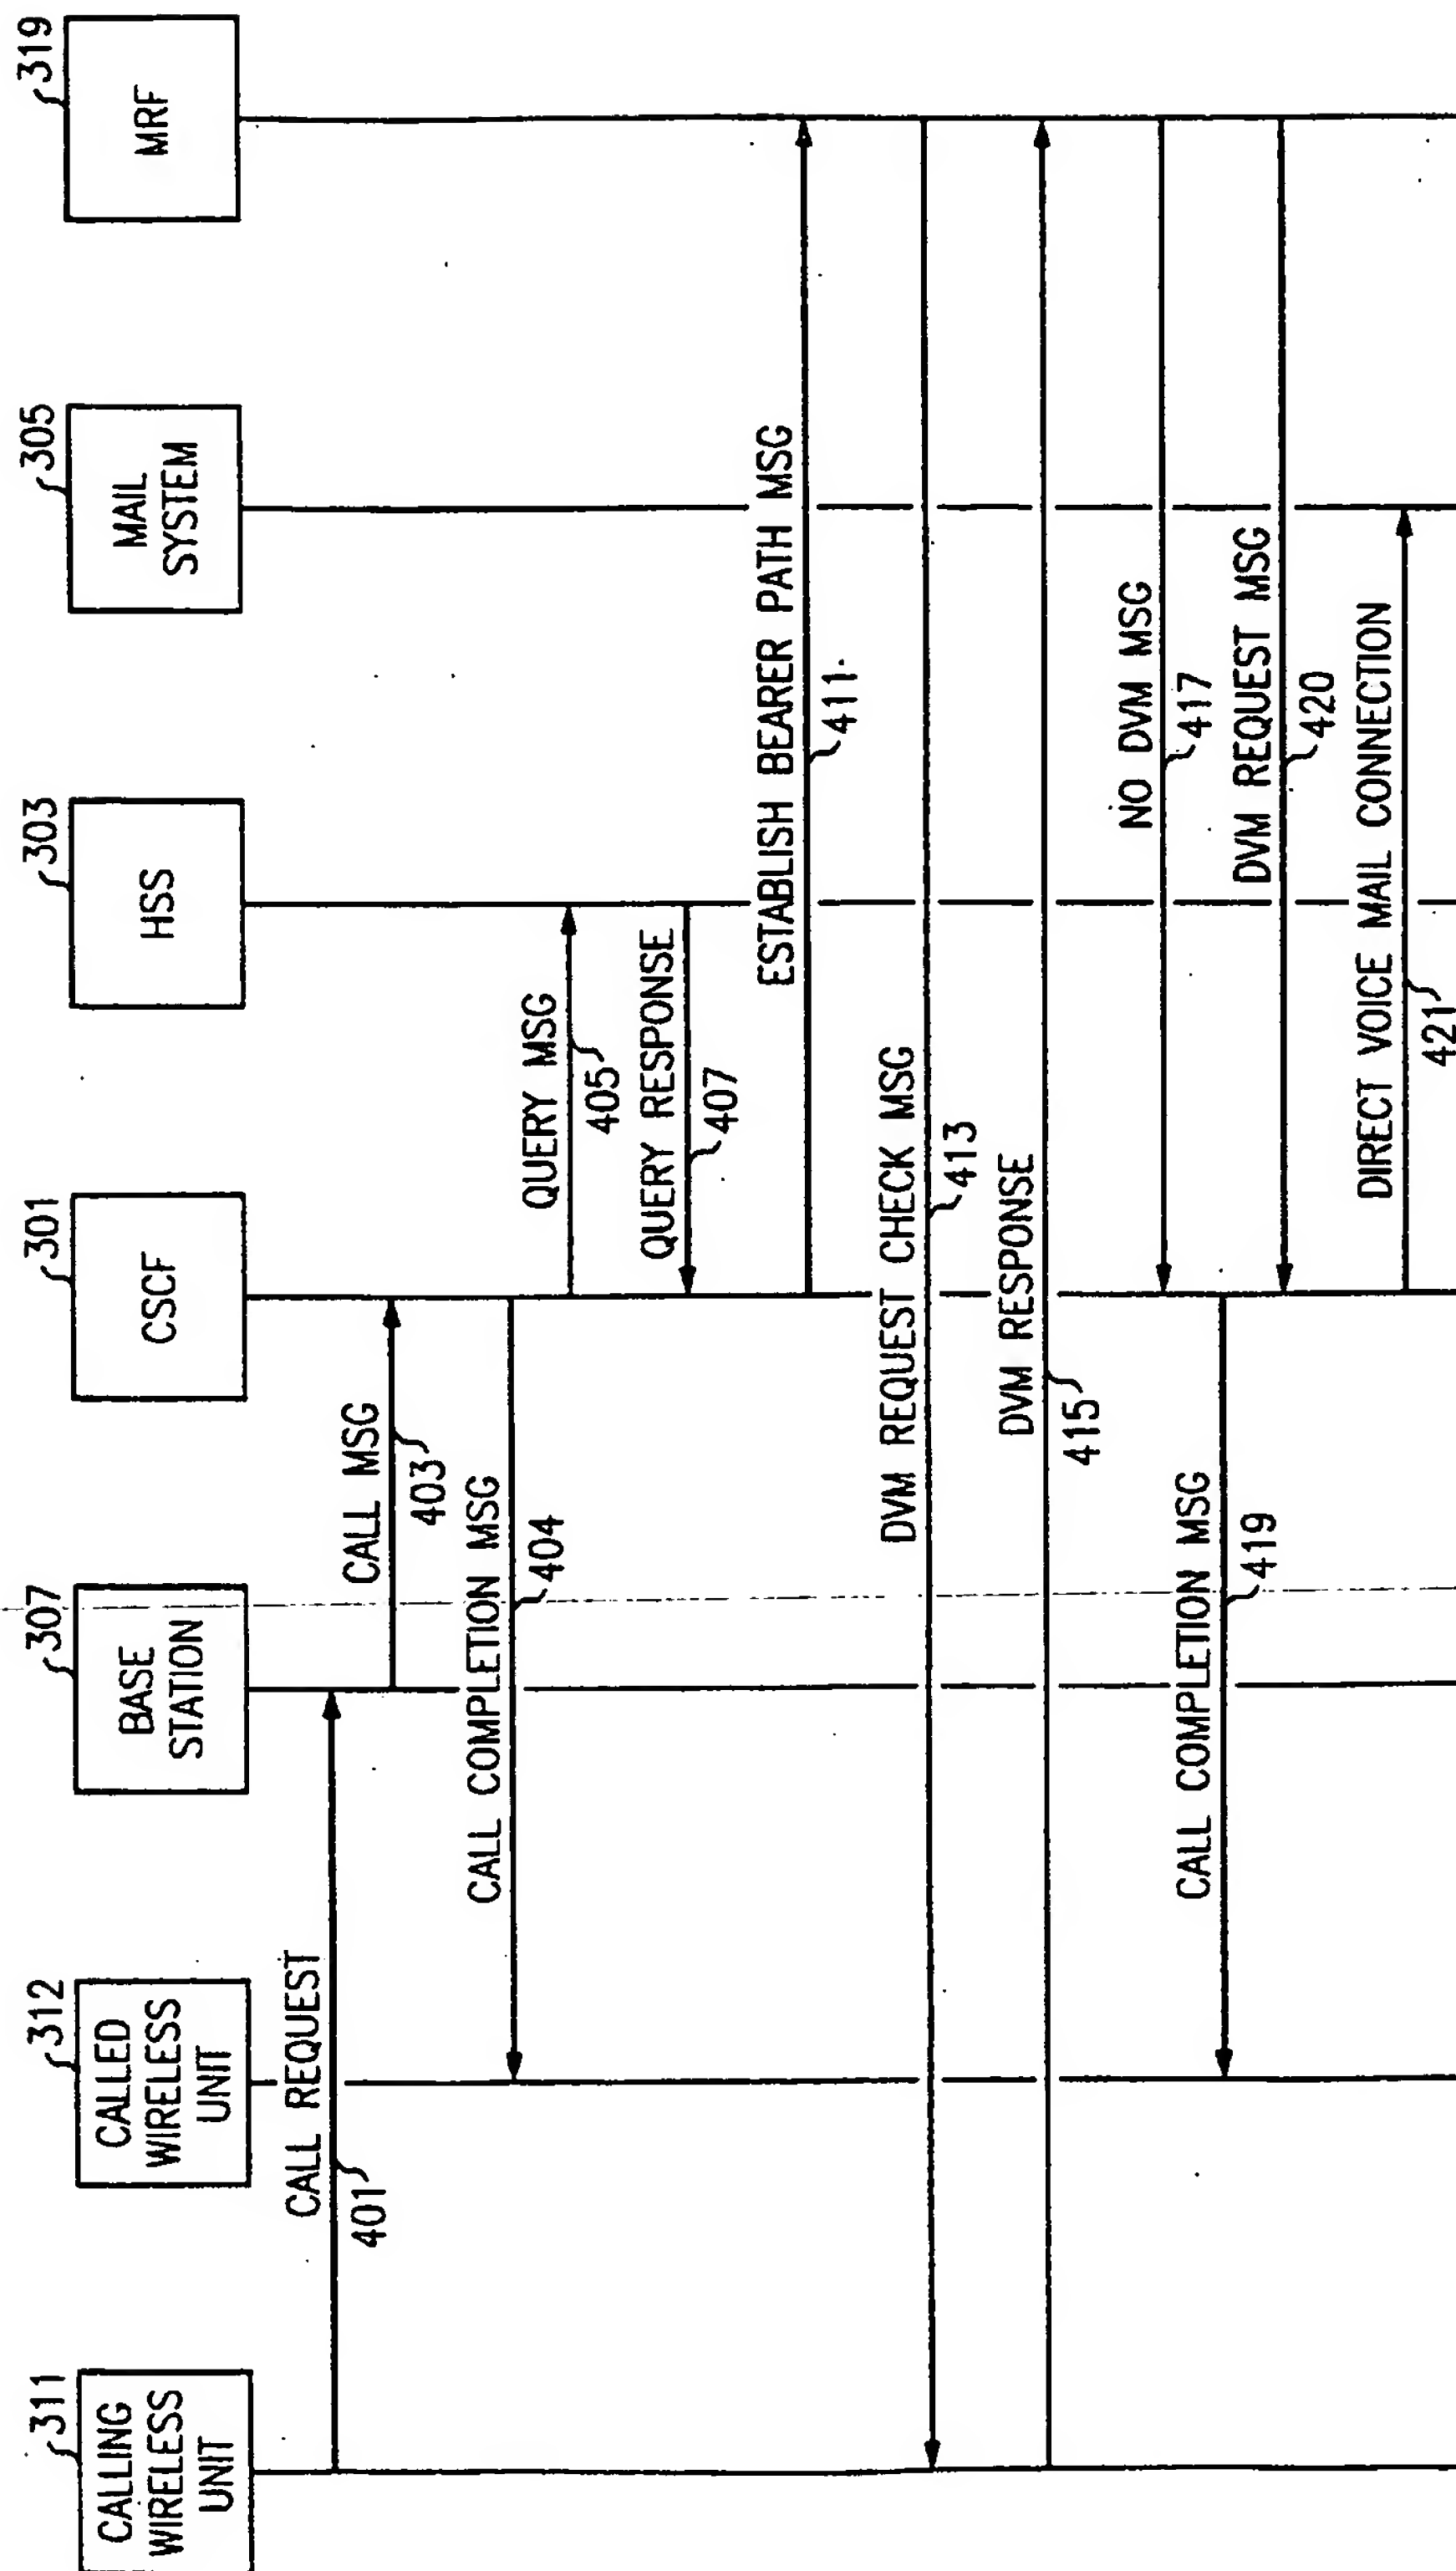 311
CALLING
WIRELESS
UNIT
312
CALLED
WIRELESS
UNIT
307
BASE
STATION
301
CSCF
303
HSS
305
MAIL
SYSTEM
319
MRF
CALL REQUEST
401
CALL MSG
403
CALL COMPLETION MSG
404
QUERY MSG
405
QUERY RESPONSE
407
ESTABLISH BEARER PATH MSG
411
DVM REQUEST CHECK MSG
413
DVM RESPONSE
415
NO DVM MSG
417
CALL COMPLETION MSG
419
DVM REQUEST MSG
420
DIRECT VOICE MAIL CONNECTION
421